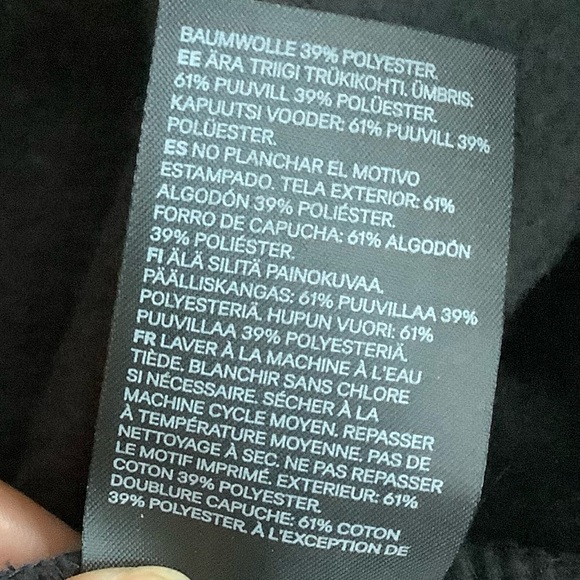 BAUMWOLLE 39% POLYESTER.
EE ÄRA TRIIGI TRÜKIKOHTI. ÜMBRIS:
61% PUUVILL 39% POLÜESTER.
KAPUUTSI VOODER: 61% PUUVILL 39%
POLÜESTER.
ES NO PLANCHAR EL MOTIVO
ESTAMPADO. TELA EXTERIOR: 61%
ALGODÓN 39% POLIÉSTER.
FORRO DE CAPUCHA: 61% ALGODÓN
39% POLIÉSTER.
FI ÄLÄ SILITÄ PAINOKUVAA.
PÄÄLLISKANGAS: 61% PUUVILLAA 39%
POLYESTERIÄ. HUPUN VUORI: 61%
PUUVILLAA 39% POLYESTERIÄ.
FR LAVER À LA MACHINE À L'EAU
TIÈDE. BLANCHIR SANS CHLORE
SI NÉCESSAIRE. SÉCHER À LA
MACHINE CYCLE MOYEN. REPASSER
À TEMPÉRATURE MOYENNE. PAS DE
NETTOYAGE À SEC. NE PAS REPASSER
LE MOTIF IMPRIMÉ. EXTERIEUR: 61%
COTON 39% POLYESTER.
DOUBLURE CAPUCHE: 61% COTON
39% POLYESTER. À L'EXCEPTION DE